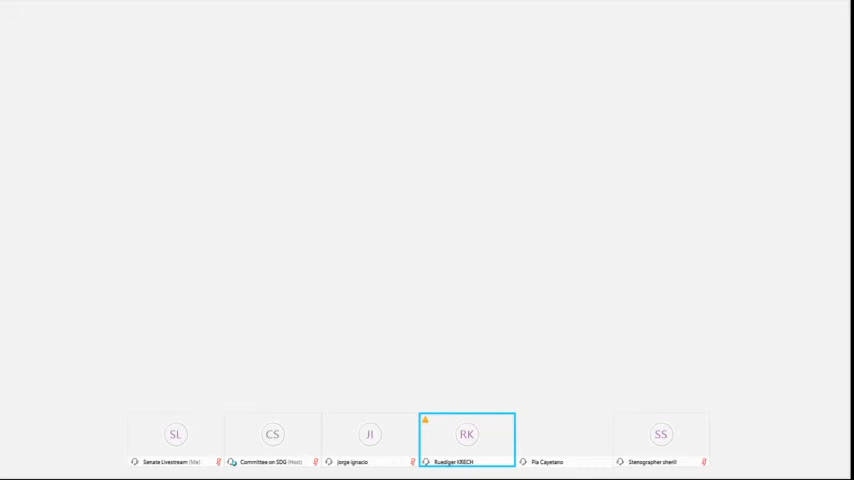 SL
CS
JI
RK
SS
Senate Livestream (Me)
Committee on SDG (Host)
jorge ignacio
Ruediger KRECH
Pia Cayetano
Stenographer sherill